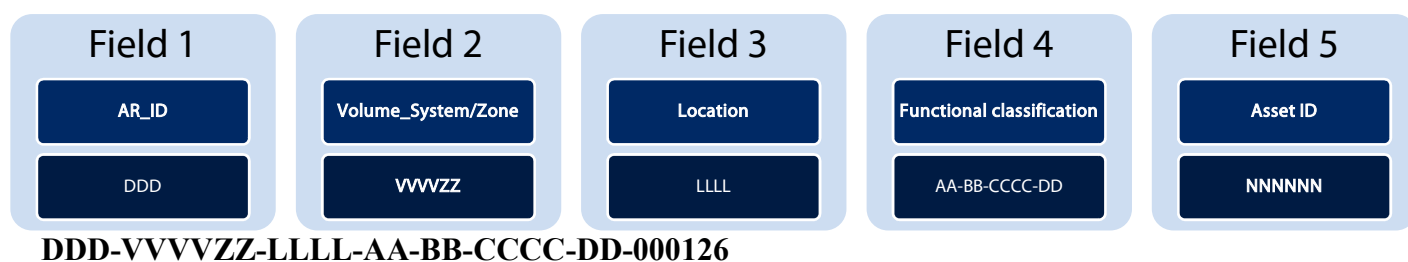 Field 1 Field 2 Field 3 Field 4 Field 5
AR_ID Volume_System/Zone Location Functional classification Asset ID
DDD VVVVZZ LLLL AA-BB-CCCC-DD NNNNNN
DDD-VVVVZZ-LLLL-AA-BB-CCCC-DD-000126